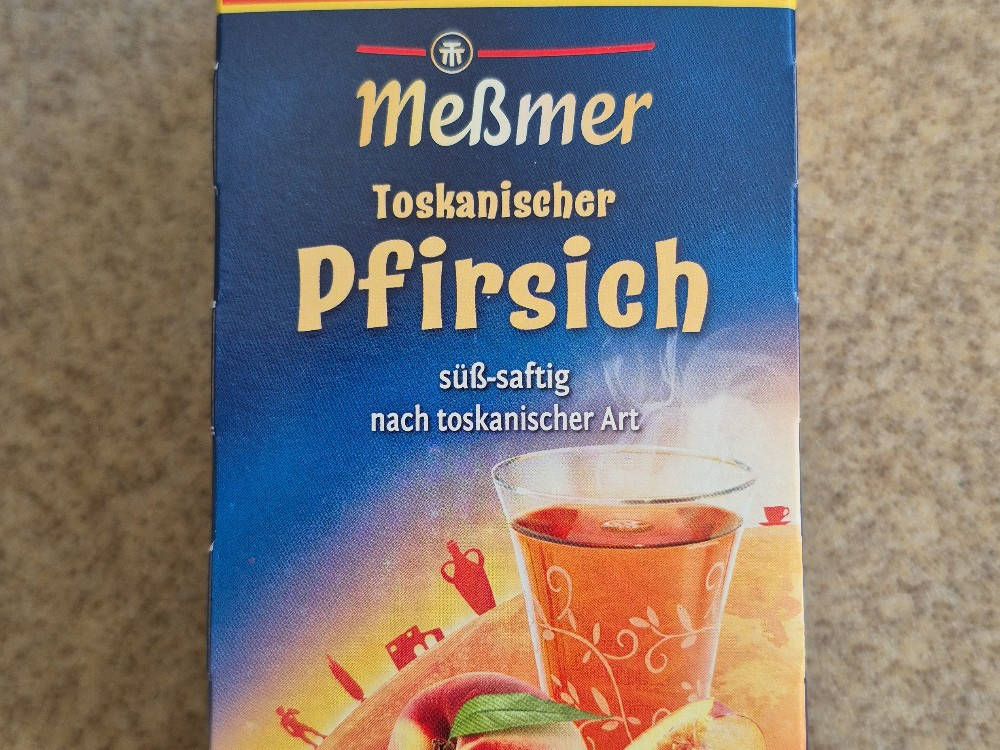 Meßmer
Toskanischer
Pfirsich
süß-saftig
nach toskanischer Art